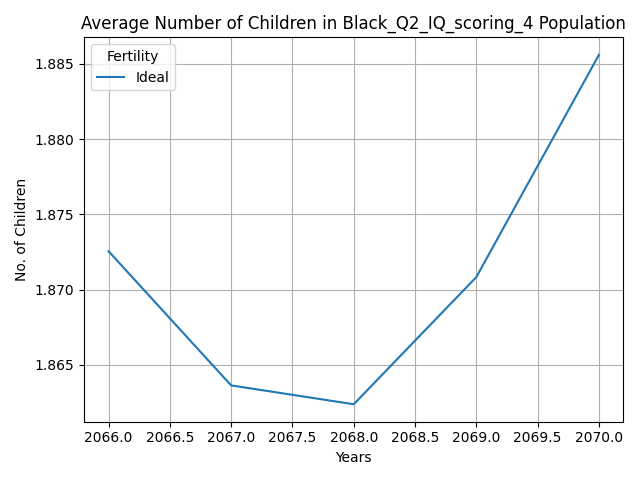 Average Number of Children in Black_Q2_IQ_scoring_4 Population
Fertility
Ideal
No. of Children
1.885
1.880
1.875
1.870
1.865
2066.0 2066.5 2067.0 2067.5 2068.0 2068.5 2069.0 2069.5 2070.0
Years